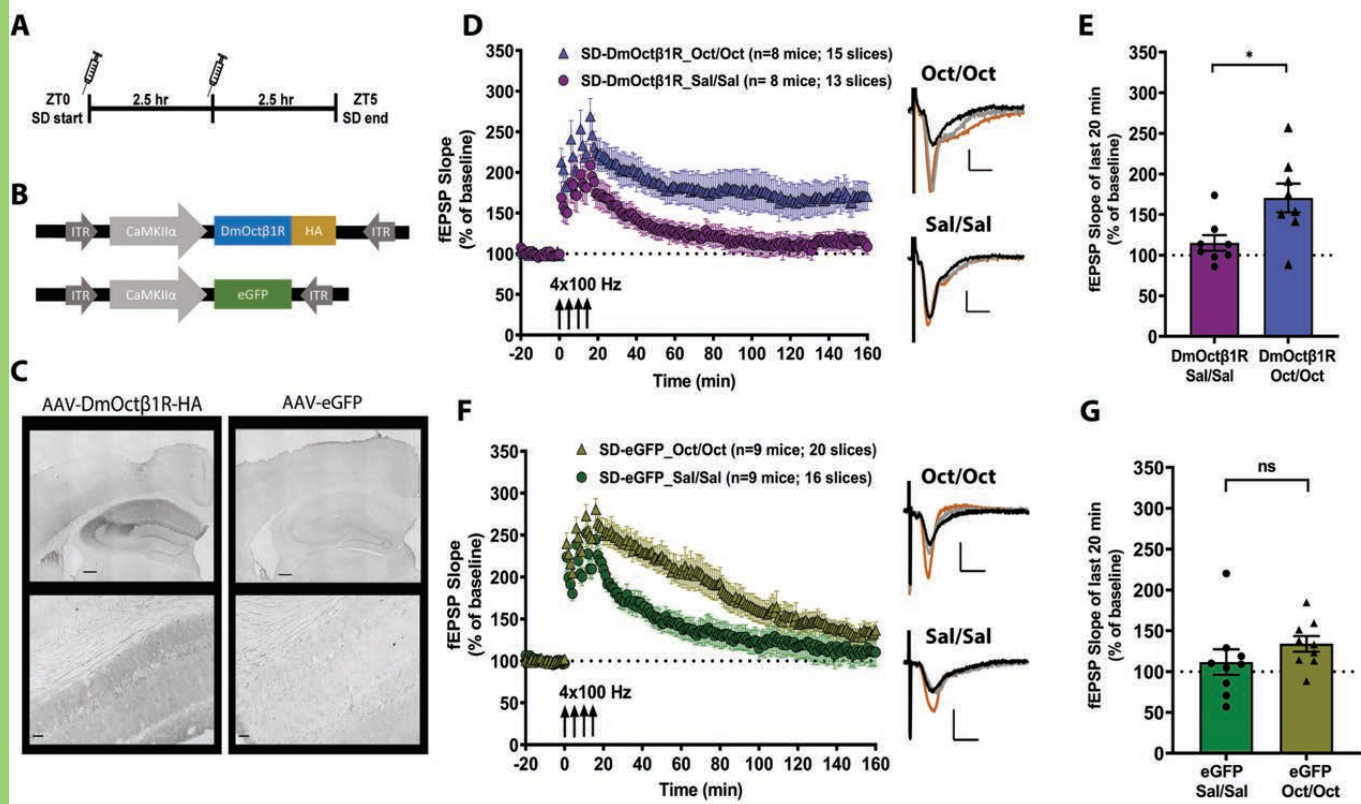 A
ZT0
SD start
2.5 hr
2.5 hr
ZT5
SD end
B
ITR
CaMKIIα
DmOctβ1R
HA
ITR
ITR
CaMKIIα
eGFP
ITR
C
AAV-DmOctβ1R-HA
AAV-eGFP
D
SD-DmOctβ1R_Oct/Oct (n=8 mice; 15 slices)
SD-DmOctβ1R_Sal/Sal (n= 8 mice; 13 slices)
fEPSP Slope
(% of baseline)
350
300
250
200
150
100
50
0
4x100 Hz
-20
0
20
40
60
80
100
120
140
160
Time (min)
Oct/Oct
Sal/Sal
E
fEPSP Slope of last 20 min
(% of baseline)
350
300
250
200
150
100
50
0
*
DmOctβ1R
Sal/Sal
DmOctβ1R
Oct/Oct
F
SD-eGFP_Oct/Oct (n=9 mice; 20 slices)
SD-eGFP_Sal/Sal (n=9 mice; 16 slices)
fEPSP Slope
(% of baseline)
350
300
250
200
150
100
50
0
4x100 Hz
-20
0
20
40
60
80
100
120
140
160
Time (min)
Oct/Oct
Sal/Sal
G
fEPSP Slope of last 20 min
(% of baseline)
350
300
250
200
150
100
50
0
ns
eGFP
Sal/Sal
eGFP
Oct/Oct